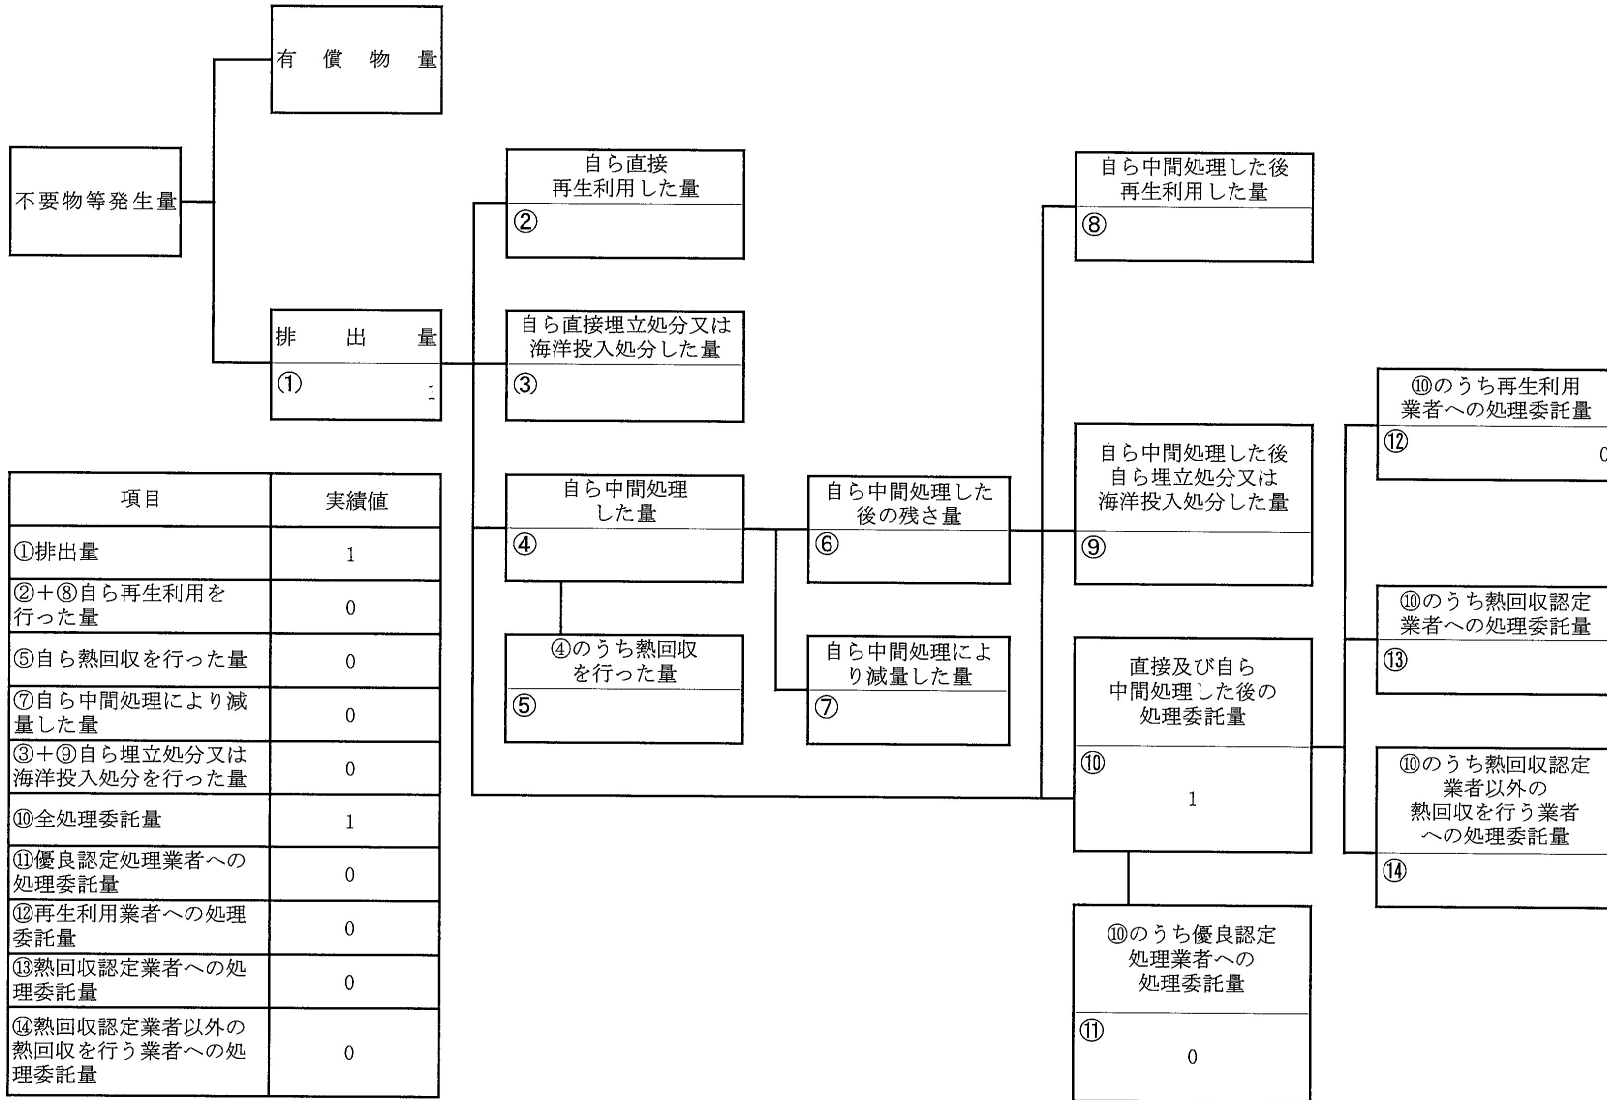 有償物量
不要物等発生量
排出量
①
自ら直接
再生利用した量
②
自ら直接埋立処分又は
海洋投入処分した量
③
自ら中間処理
した量
④
④のうち熱回収
を行った量
⑤
自ら中間処理した
後の残さ量
⑥
自ら中間処理によ
り減量した量
⑦
自ら中間処理した後
再生利用した量
⑧
自ら中間処理した後
自ら埋立処分又は
海洋投入処分した量
⑨
直接及び自ら
中間処理した後の
処理委託量
⑩
1
⑩のうち優良認定
処理業者への
処理委託量
⑪
0
⑩のうち再生利用
業者への処理委託量
⑫
0
⑩のうち熱回収認定
業者への処理委託量
⑬
⑩のうち熱回収認定
業者以外の
熱回収を行う業者
への処理委託量
⑭
項目 実績値
①排出量 1
②+⑧自ら再生利用を
行った量 0
⑤自ら熱回収を行った量 0
⑦自ら中間処理により減
量した量 0
③+⑨自ら埋立処分又は
海洋投入処分を行った量 0
⑩全処理委託量 1
⑪優良認定処理業者への
処理委託量 0
⑫再生利用業者への処理
委託量 0
⑬熱回収認定業者への処
理委託量 0
⑭熱回収認定業者以外の
熱回収を行う業者への処
理委託量 0